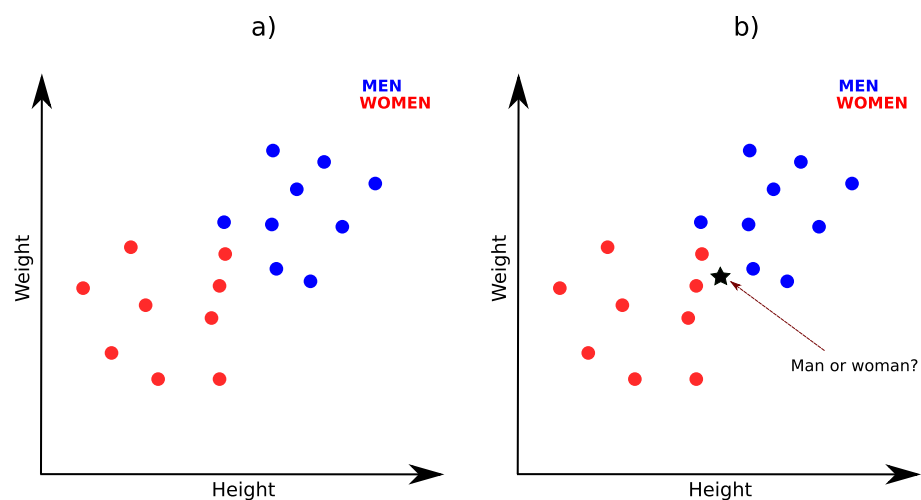 a)
MEN
WOMEN
Weight
Height
b)
MEN
WOMEN
Weight
Man or woman?
Height